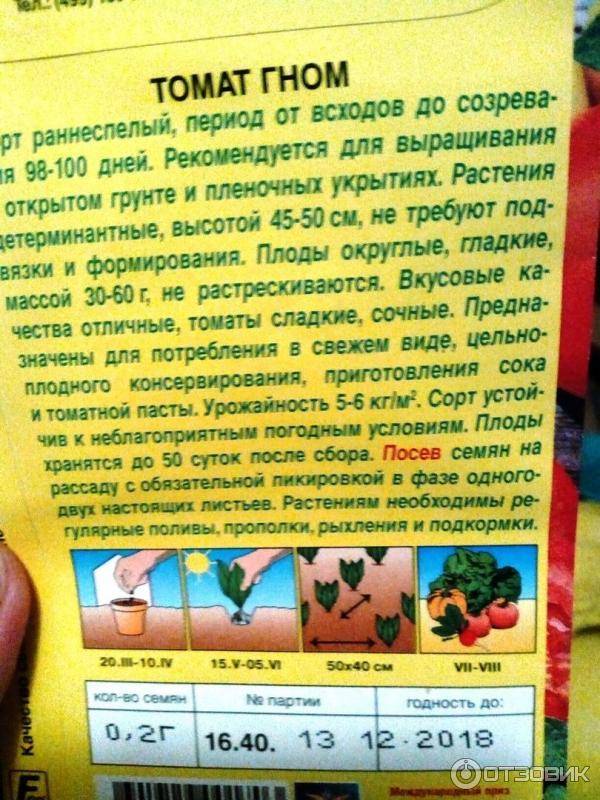 ТОМАТ ГНОМ
раннеспелый, период от всходов до созрева-
98-100 дней. Рекомендуется для выращивания
открытом грунте и пленочных укрытиях. Растения
детерминантные, высотой 45-50 см, не требуют под-
вязки и формирования. Плоды округлые, гладкие,
массой 30-60 г, не растрескиваются. Вкусовые ка-
чества отличные, томаты сладкие, сочные. Предна-
значены для потребления в свежем виде, цельно-
плодного консервирования, приготовления сока
и томатной пасты. Урожайность 5-6 кг/м². Сорт устой-
чив к неблагоприятным погодным условиям. Плоды
хранятся до 50 суток после сбора. Посев семян на
рассаду с обязательной пикировкой в фазе одного-
двух настоящих листьев. Растениям необходимы ре-
гулярные поливы, прополки, рыхления и подкормки.
20.III-10.IV 15.V-05.VI 50x40 см VII-VIII
кол-во семян № партии годность до:
0,2г 16.40. 13 12·2018
Качество
Международный приз
ОТЗОВИК